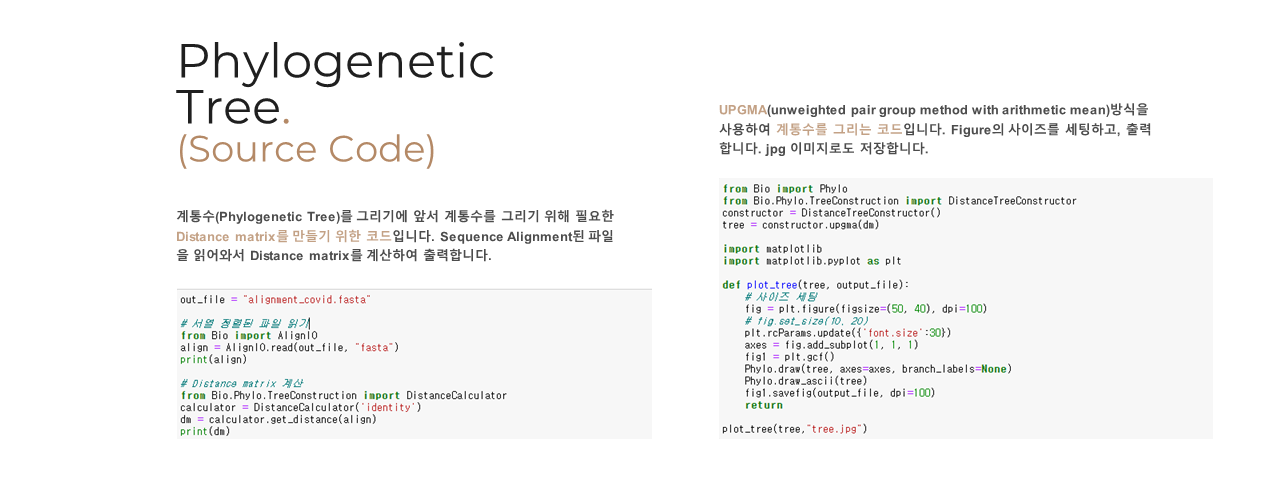 Phylogenetic
Tree.
(Source Code)
계통수(Phylogenetic Tree)를 그리기에 앞서 계통수를 그리기 위해 필요한
Distance matrix를 만들기 위한 코드입니다. Sequence Alignment된 파일
을 읽어와서 Distance matrix를 계산하여 출력합니다.
out_file = "alignment_covid.fasta"
# 서열 정렬된 파일 읽기
from Bio import AlignIO
align = AlignIO.read(out_file, "fasta")
print(align)
# Distance matrix 계산
from Bio.Phylo.TreeConstruction import DistanceCalculator
calculator = DistanceCalculator('identity')
dm = calculator.get_distance(align)
print(dm)
UPGMA(unweighted pair group method with arithmetic mean)방식을
사용하여 계통수를 그리는 코드입니다. Figure의 사이즈를 세팅하고, 출력
합니다. jpg 이미지로도 저장합니다.
from Bio import Phylo
from Bio.Phylo.TreeConstruction import DistanceTreeConstructor
constructor = DistanceTreeConstructor()
tree = constructor.upgma(dm)
import matplotlib
import matplotlib.pyplot as plt
def plot_tree(tree, output_file):
    # 사이즈 세팅
    fig = plt.figure(figsize=(50, 40), dpi=100)
    # fig.set_size(10, 20)
    plt.rcParams.update({'font.size':30})
    axes = fig.add_subplot(1, 1, 1)
    fig1 = plt.gcf()
    Phylo.draw(tree, axes=axes, branch_labels=None)
    Phylo.draw_ascii(tree)
    fig1.savefig(output_file, dpi=100)
    return
plot_tree(tree,"tree.jpg")